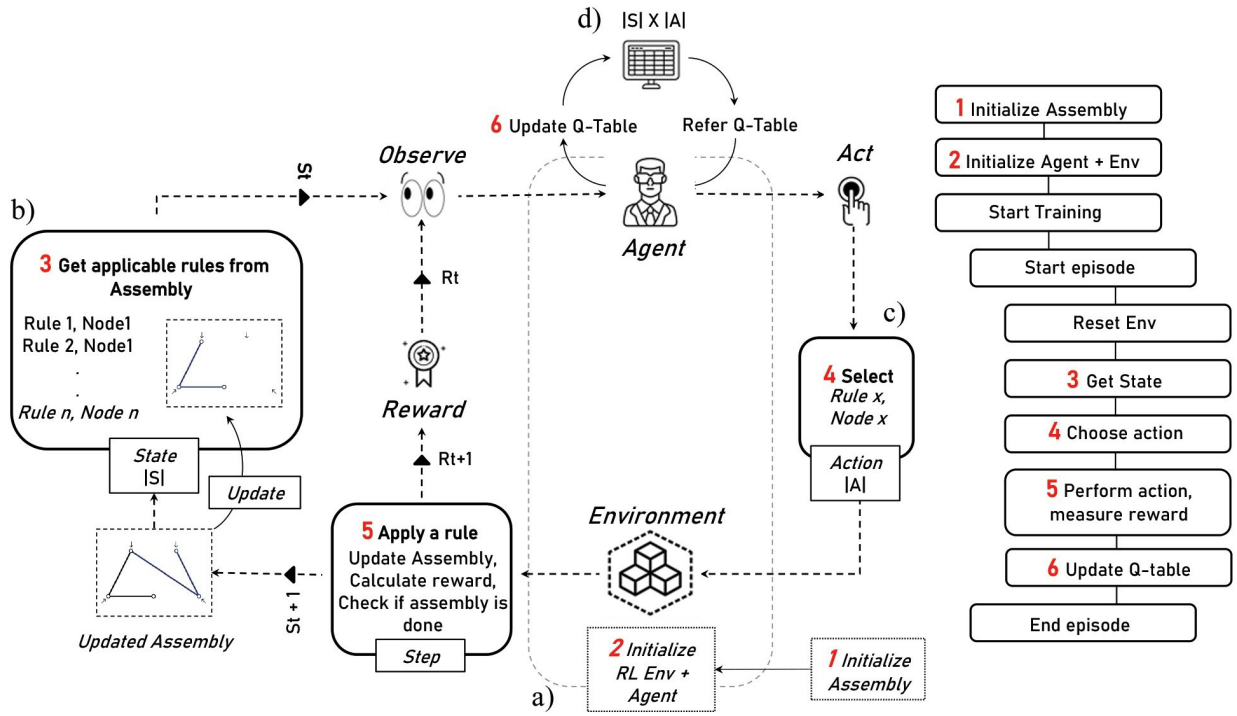 d)
|S| X |A|
6 Update Q-Table
Refer Q-Table
Observe
Act
St
Agent
b)
3 Get applicable rules from
Assembly
Rule 1, Node1
Rule 2, Node1
.
.
Rule n, Node n
State
|S|
Update
Updated Assembly
St + 1
Rt
Reward
Rt+1
5 Apply a rule
Update Assembly,
Calculate reward,
Check if assembly is
done
Step
Environment
c)
4 Select
Rule x,
Node x
Action
|A|
a)
2 Initialize
RL Env +
Agent
1 Initialize
Assembly
1 Initialize Assembly
2 Initialize Agent + Env
Start Training
Start episode
Reset Env
3 Get State
4 Choose action
5 Perform action,
measure reward
6 Update Q-table
End episode